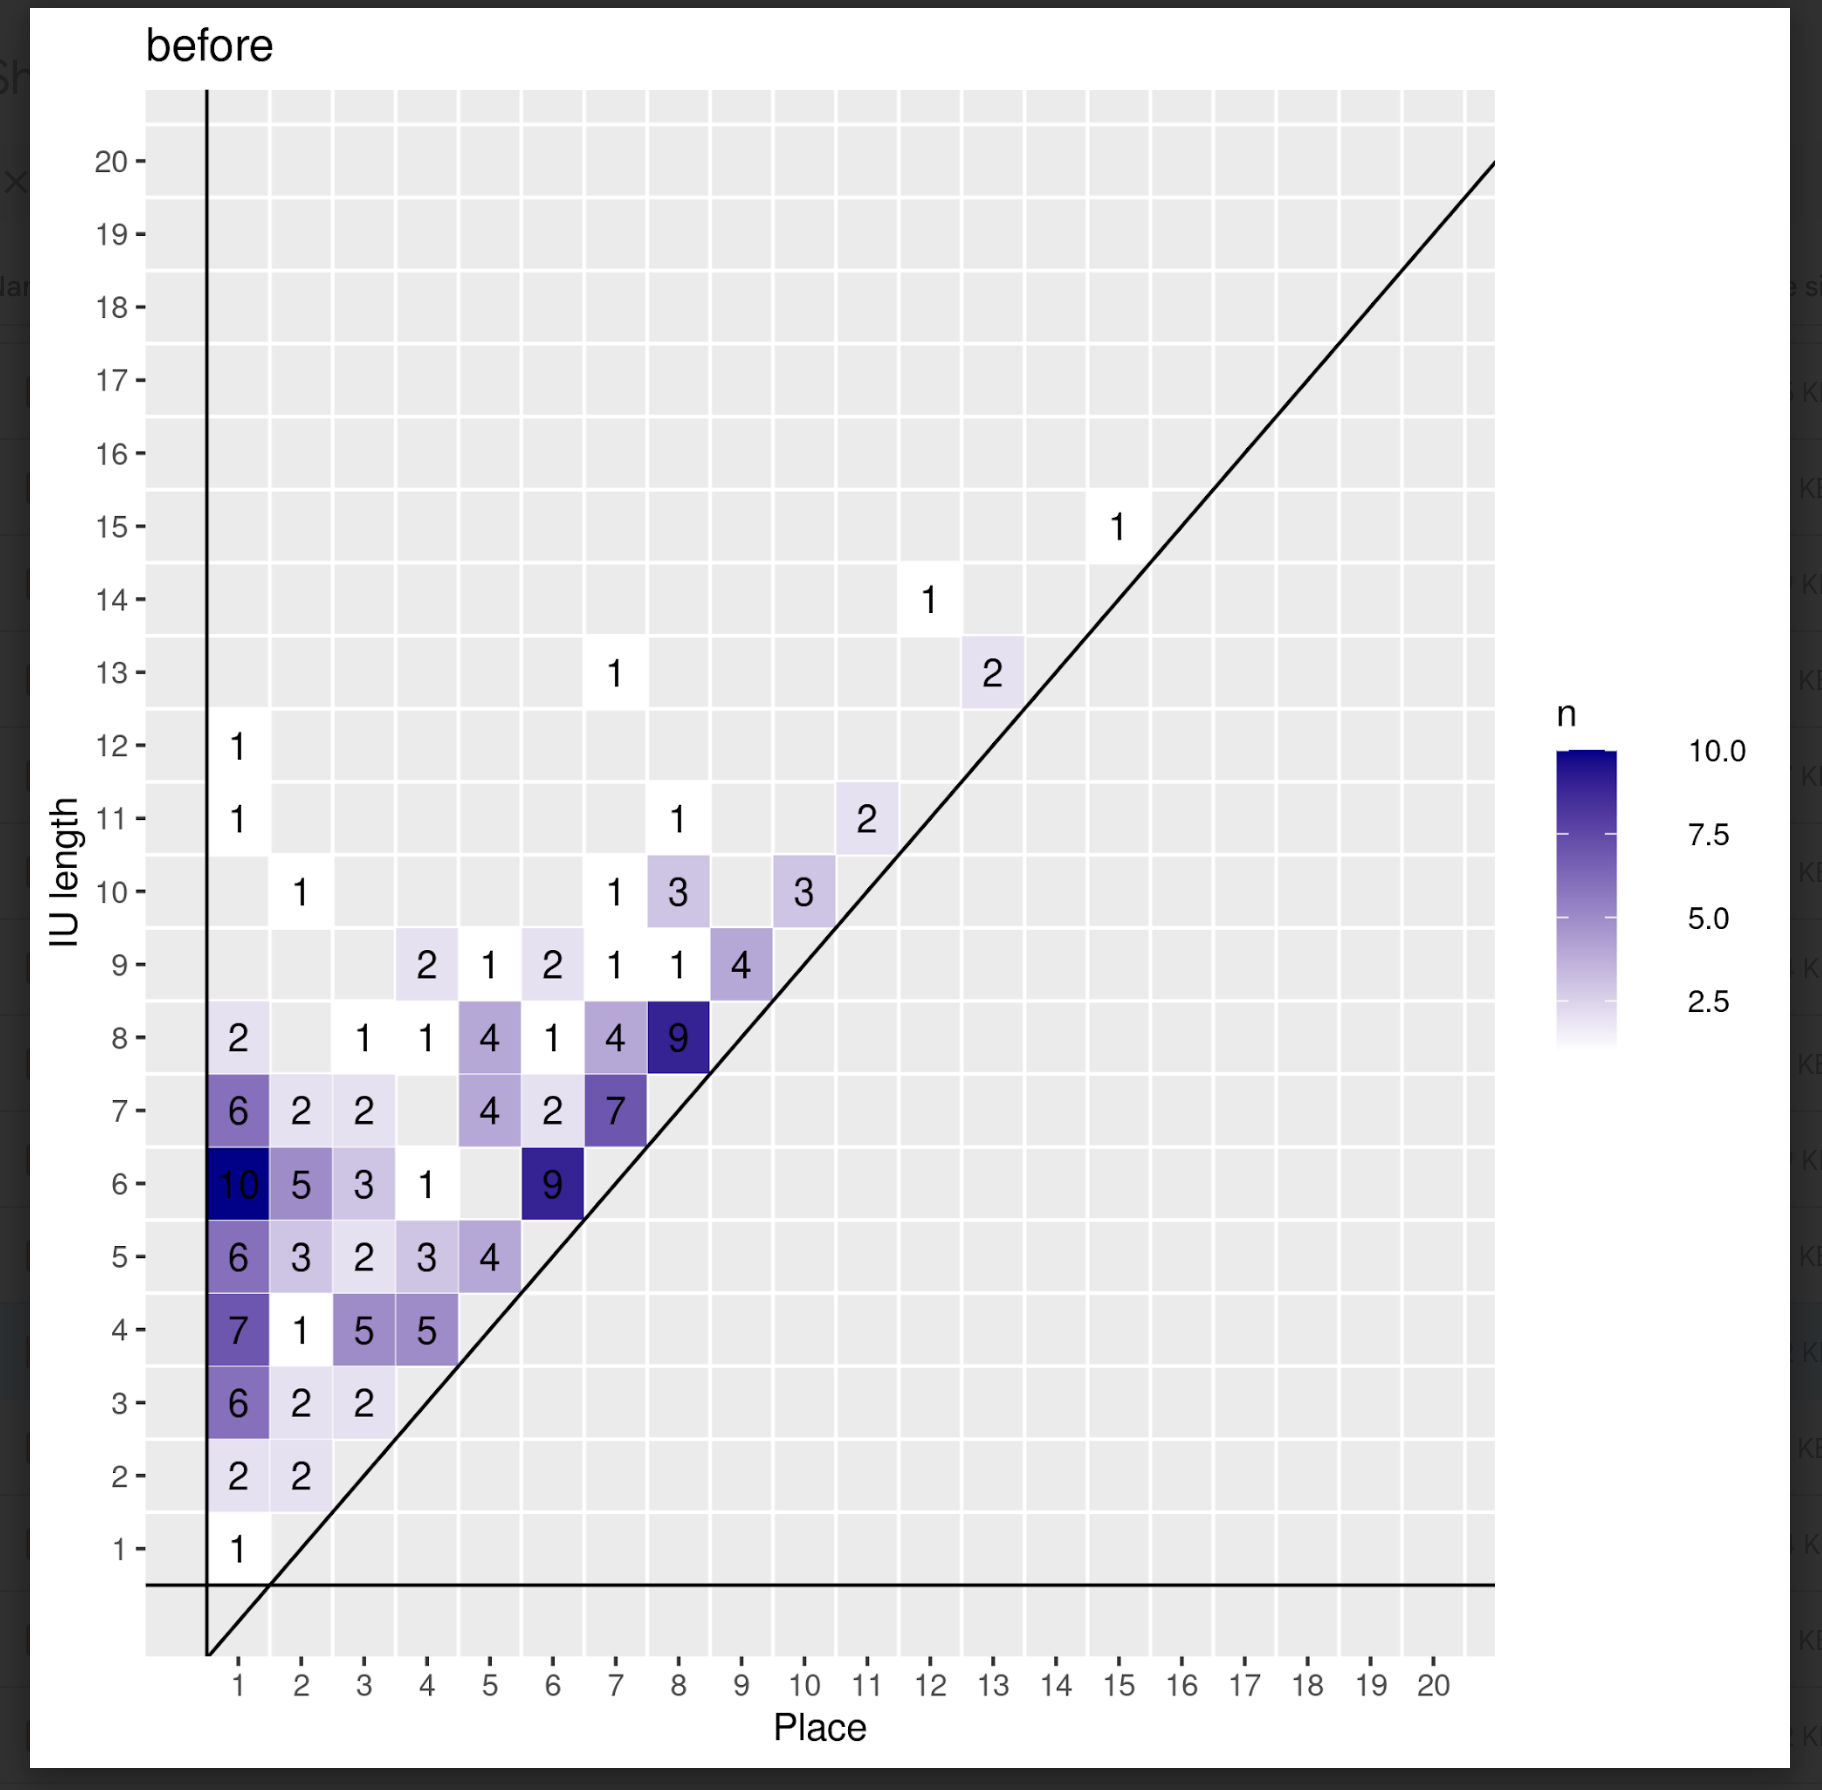 before
20
19
18
17
16
15 1
14 1
13 1 2
12 1
11 1 1 2
10 1 1 3 3
9 2 1 2 1 1 4
8 2 1 1 4 1 4 9
7 6 2 2 4 2 7
6 10 5 3 1 9
5 6 3 2 3 4
4 7 1 5 5
3 6 2 2
2 2 2
1 1
1 2 3 4 5 6 7 8 9 10 11 12 13 14 15 16 17 18 19 20
Place
IU length
n
10.0
7.5
5.0
2.5